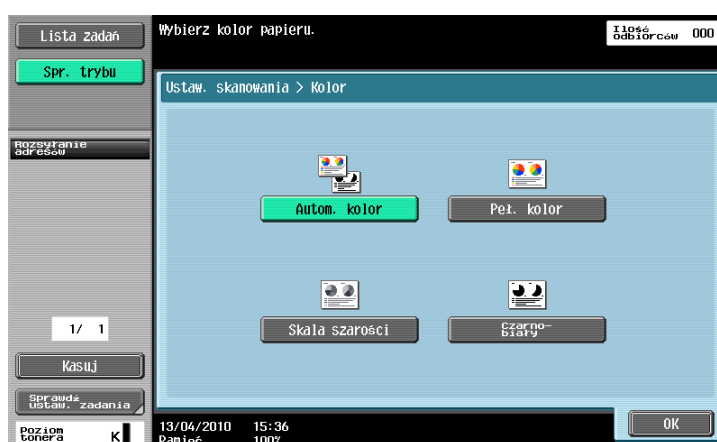 Lista zadań
Wybierz kolor papieru.
Ilość
odbiorców
000
Spr. trybu
Ustaw. skanowania > Kolor
Rozsyłanie
adresów
Autom. kolor
Peł. kolor
Skala szarości
Czarno-
biały
1/ 1
Kasuj
Sprawdź
ustaw. zadania
Poziom
tonera
K
13/04/2010 15:36
Pamięć 100%
OK